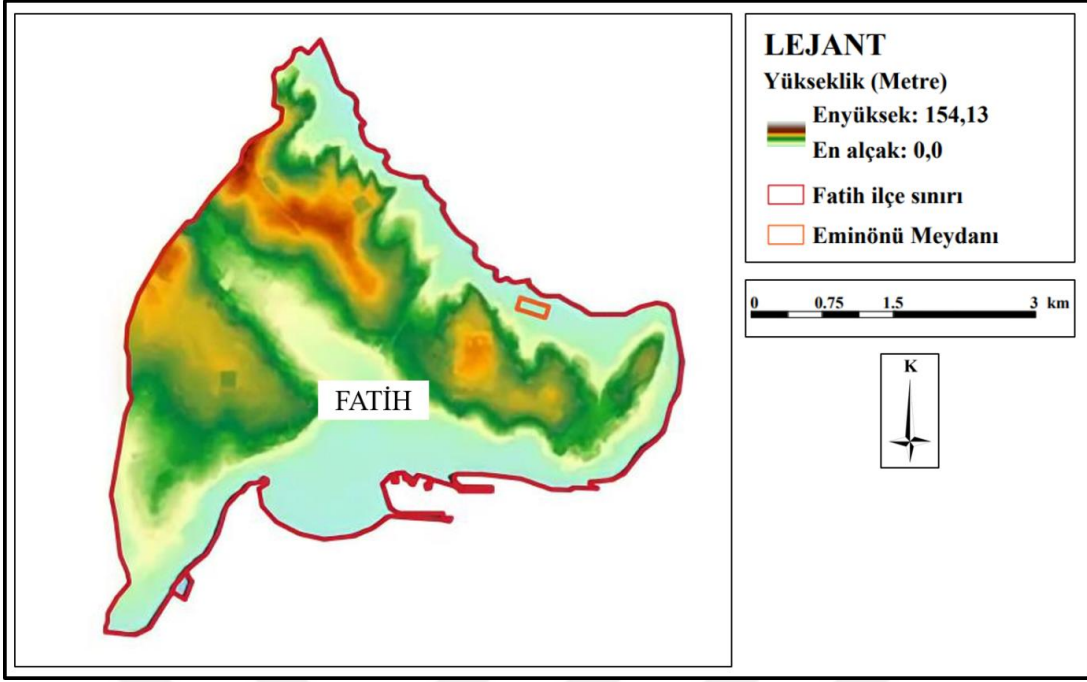 LEJANT
Yükseklik (Metre)
Enyüksek: 154,13
En alçak: 0,0
Fatih ilçe sınırı
Eminönü Meydanı
0 0.75 1.5 3 km
K
FATİH